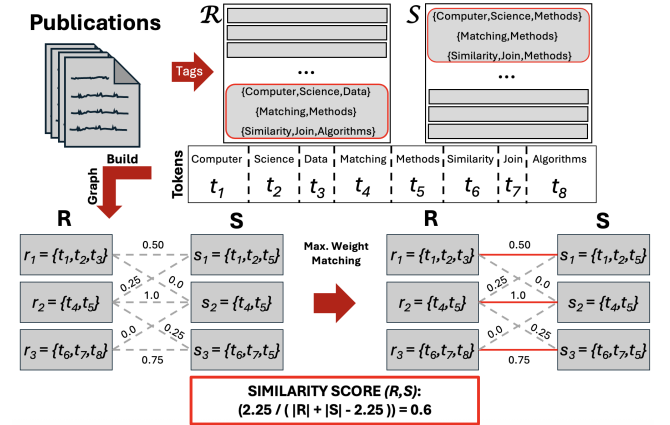 Publications
Tags
R
S
...
{Computer,Science,Data}
{Matching,Methods}
{Similarity,Join,Algorithms}
{Computer,Science,Methods}
{Matching,Methods}
{Similarity,Join,Methods}
...
Tokens
Computer Science Data Matching Methods Similarity Join Algorithms
t1 t2 t3 t4 t5 t6 t7 t8
Build
Graph
R S
r1 = {t1,t2,t3} 0.50 s1 = {t1,t2,t5}
0.25 0.0
r2 = {t4,t5} 1.0 s2 = {t4,t5}
0.0 0.25
r3 = {t6,t7,t8} 0.75 s3 = {t6,t7,t5}
Max. Weight
Matching
R S
r1 = {t1,t2,t3} 0.50 s1 = {t1,t2,t5}
0.25 0.0
r2 = {t4,t5} 1.0 s2 = {t4,t5}
0.0 0.25
r3 = {t6,t7,t8} 0.75 s3 = {t6,t7,t5}
SIMILARITY SCORE (R,S):
(2.25 / ( |R| + |S| - 2.25 )) = 0.6